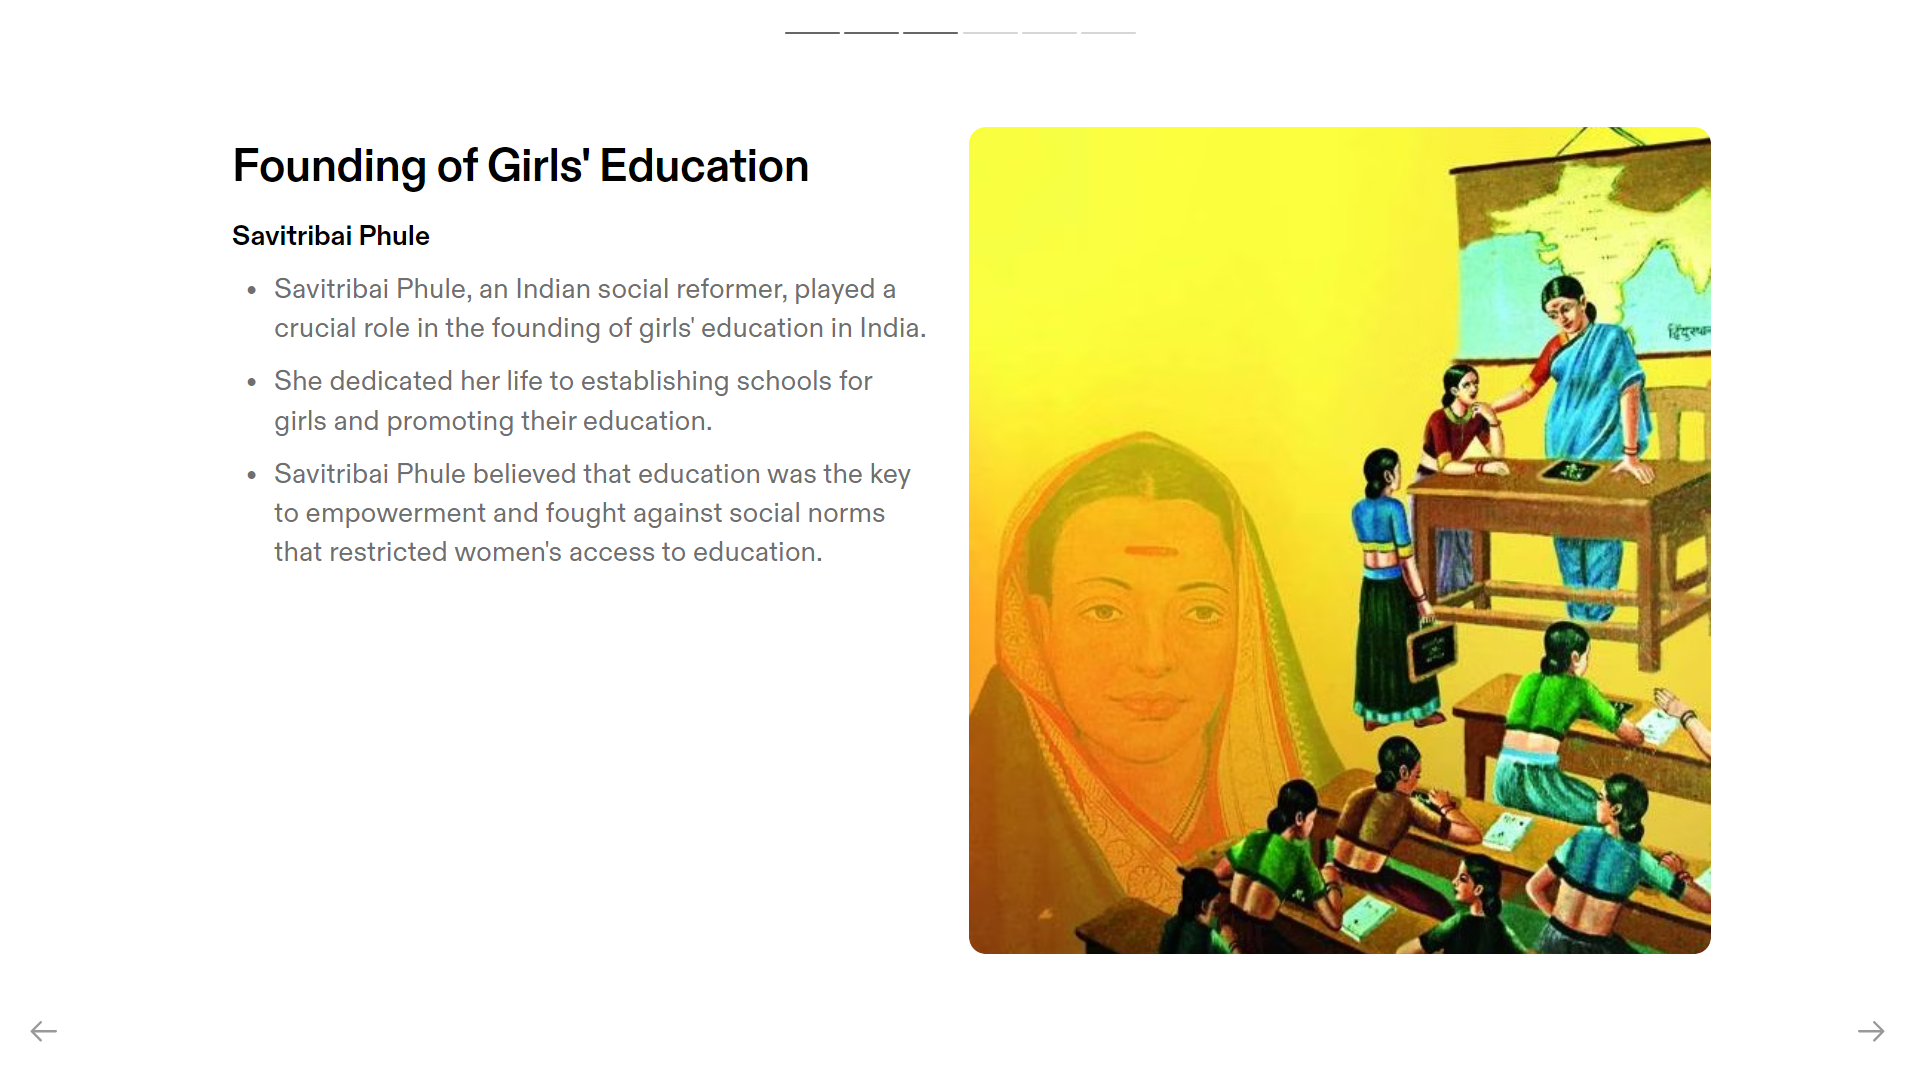 Founding of Girls' Education
Savitribai Phule
• Savitribai Phule, an Indian social reformer, played a
crucial role in the founding of girls' education in India.
• She dedicated her life to establishing schools for
girls and promoting their education.
• Savitribai Phule believed that education was the key
to empowerment and fought against social norms
that restricted women's access to education.